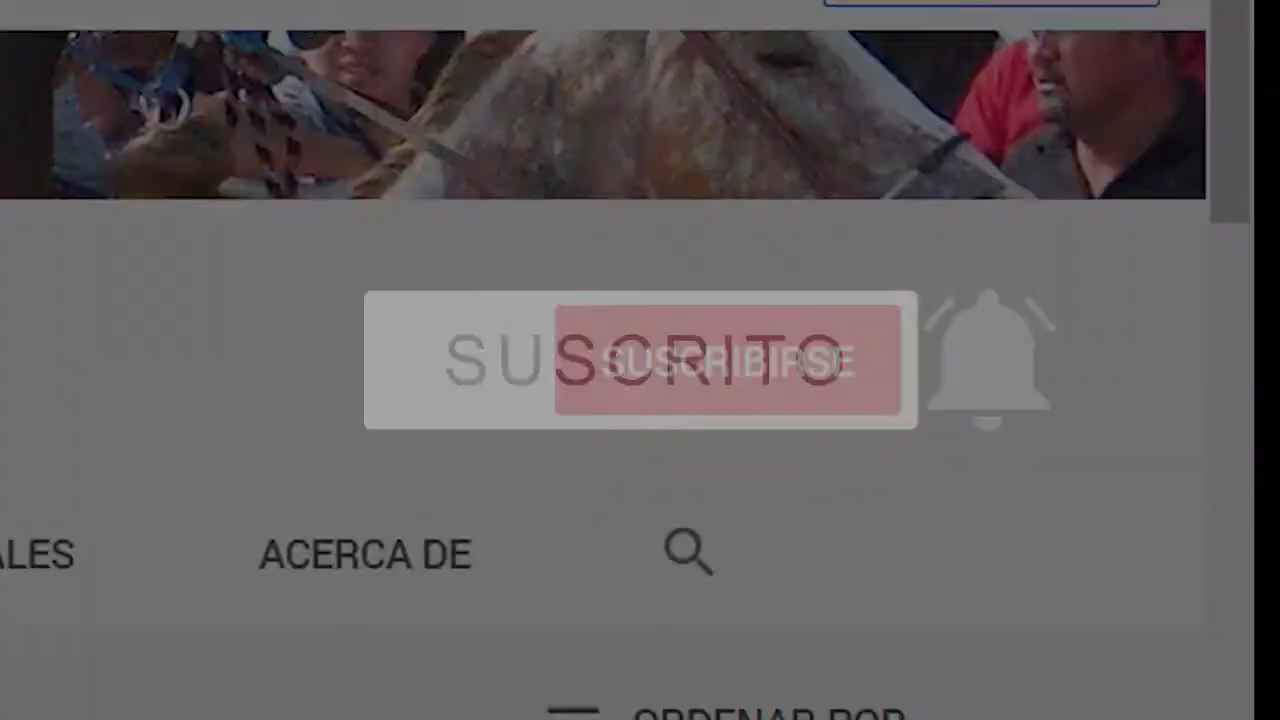 SUSCRITO
SUSCRIBIRSE
ALES
ACERCA DE
ORDENAR POR